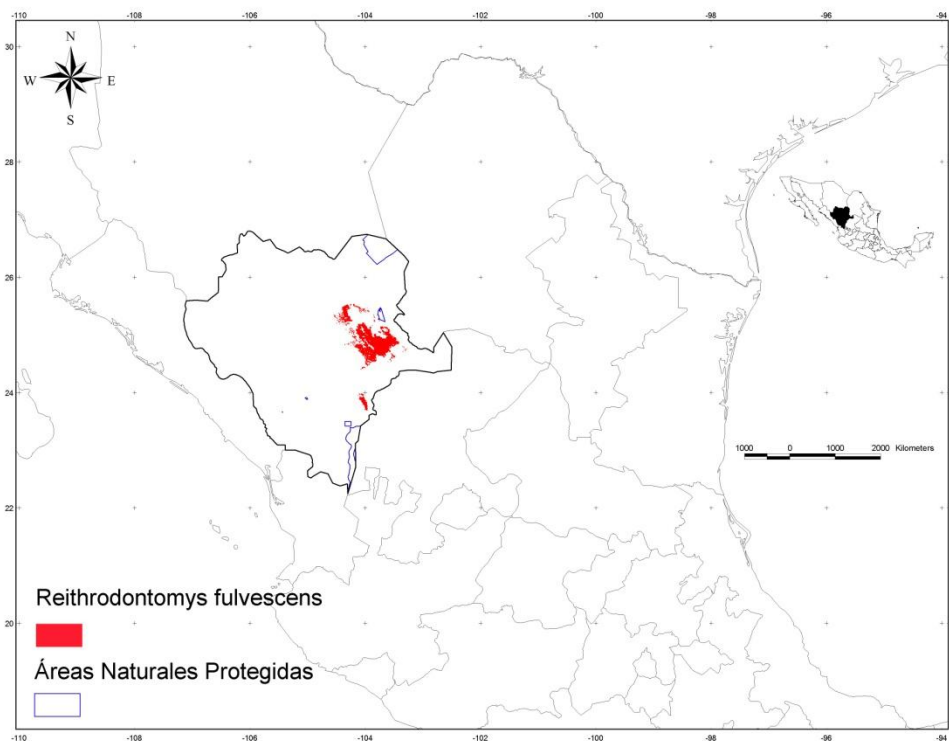 -110 -108 -106 -104 -102 -100 -98 -96 -94
30
N
W E
S
28
26
24
1000 0 1000 2000 Kilometers
22
20
Reithrodontomys fulvescens
Áreas Naturales Protegidas
-110 -108 -106 -104 -102 -100 -98 -96 -94